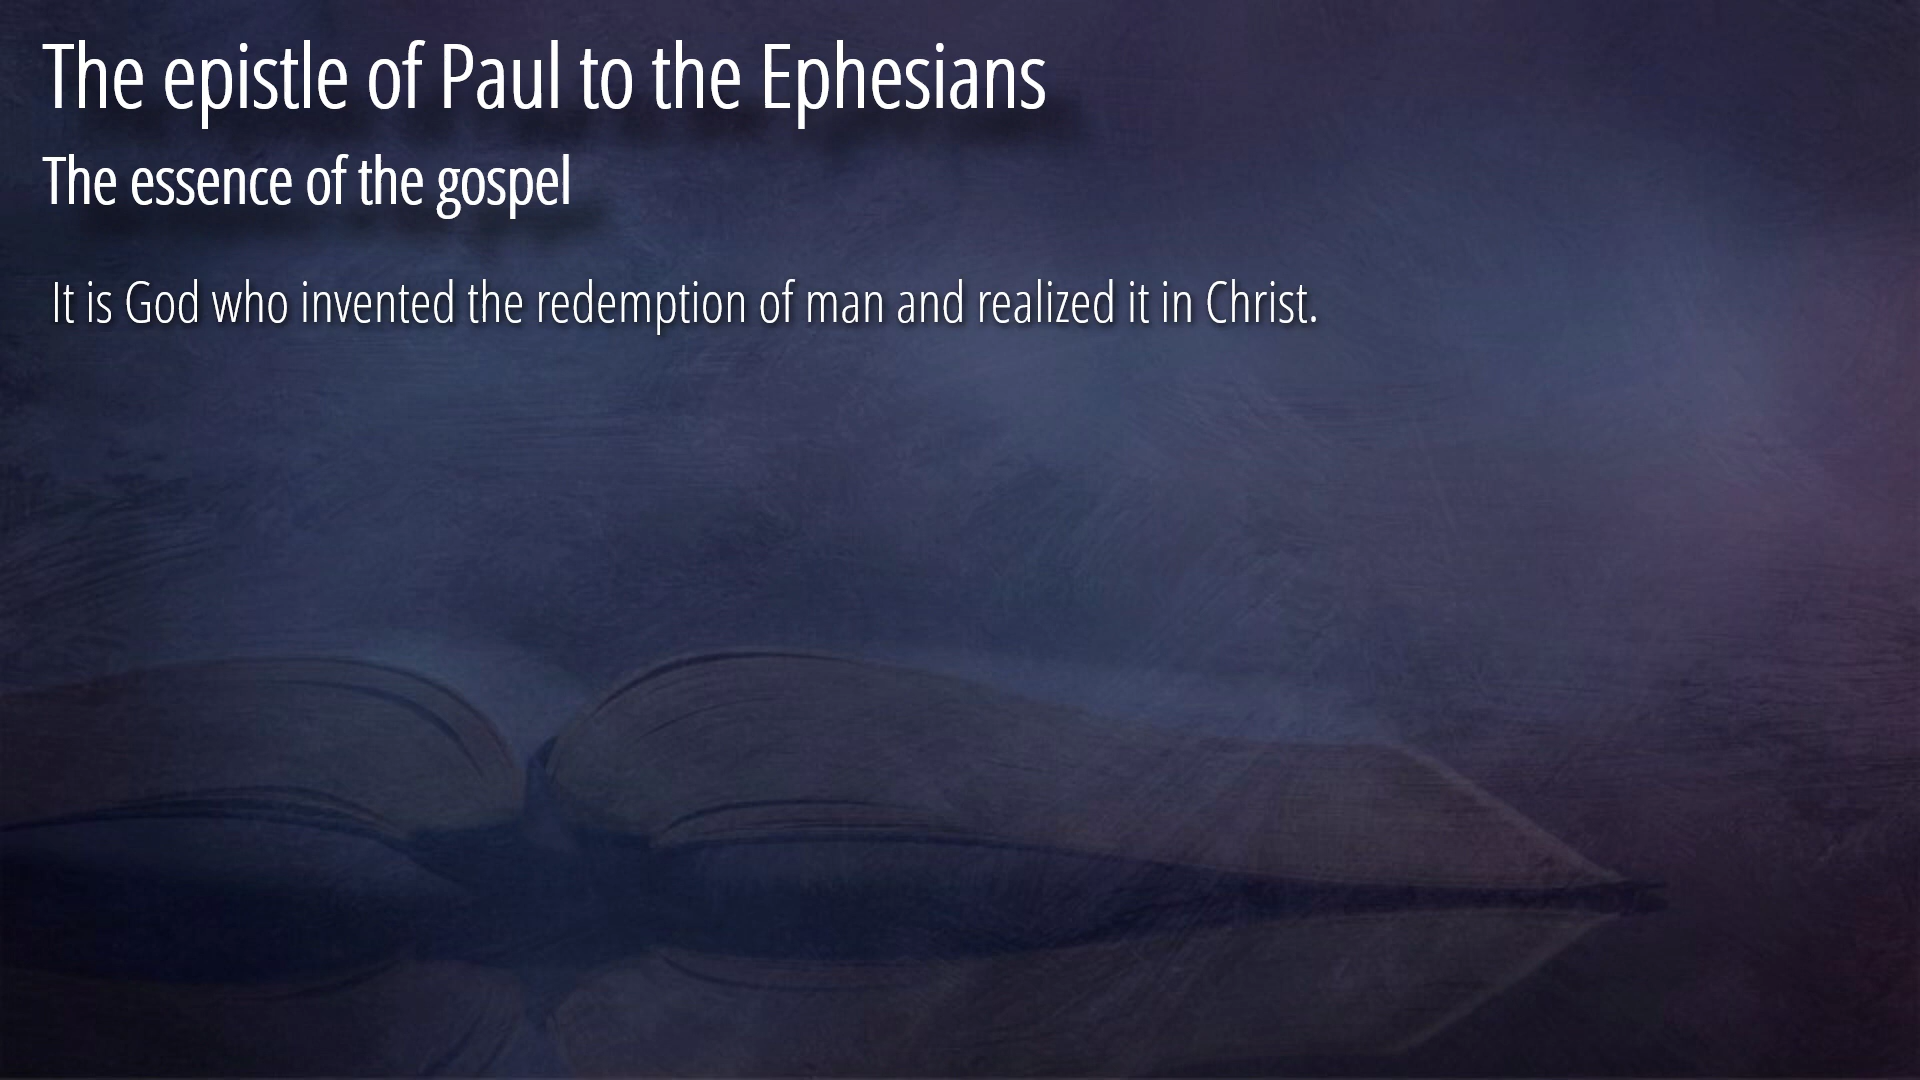 The epistle of Paul to the Ephesians
The essence of the gospel
It is God who invented the redemption of man and realized it in Christ.